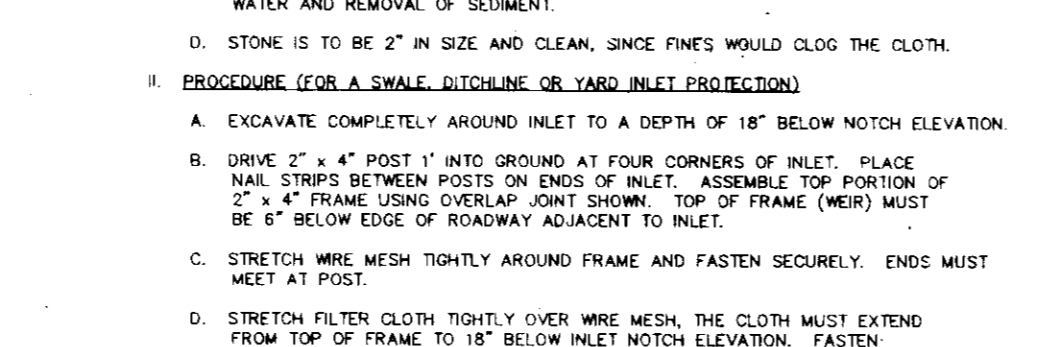 WATER AND REMOVAL OF SEDIMENT.
D. STONE IS TO BE 2" IN SIZE AND CLEAN, SINCE FINES WOULD CLOG THE CLOTH.
II. PROCEDURE (FOR A SWALE, DITCHLINE OR YARD INLET PROTECTION)
A. EXCAVATE COMPLETELY AROUND INLET TO A DEPTH OF 18" BELOW NOTCH ELEVATION.
B. DRIVE 2" x 4" POST 1' INTO GROUND AT FOUR CORNERS OF INLET. PLACE
NAIL STRIPS BETWEEN POSTS ON ENDS OF INLET. ASSEMBLE TOP PORTION OF
2" x 4" FRAME USING OVERLAP JOINT SHOWN. TOP OF FRAME (WEIR) MUST
BE 6" BELOW EDGE OF ROADWAY ADJACENT TO INLET.
C. STRETCH WIRE MESH TIGHTLY AROUND FRAME AND FASTEN SECURELY. ENDS MUST
MEET AT POST.
D. STRETCH FILTER CLOTH TIGHTLY OVER WIRE MESH, THE CLOTH MUST EXTEND
FROM TOP OF FRAME TO 18" BELOW INLET NOTCH ELEVATION. FASTEN